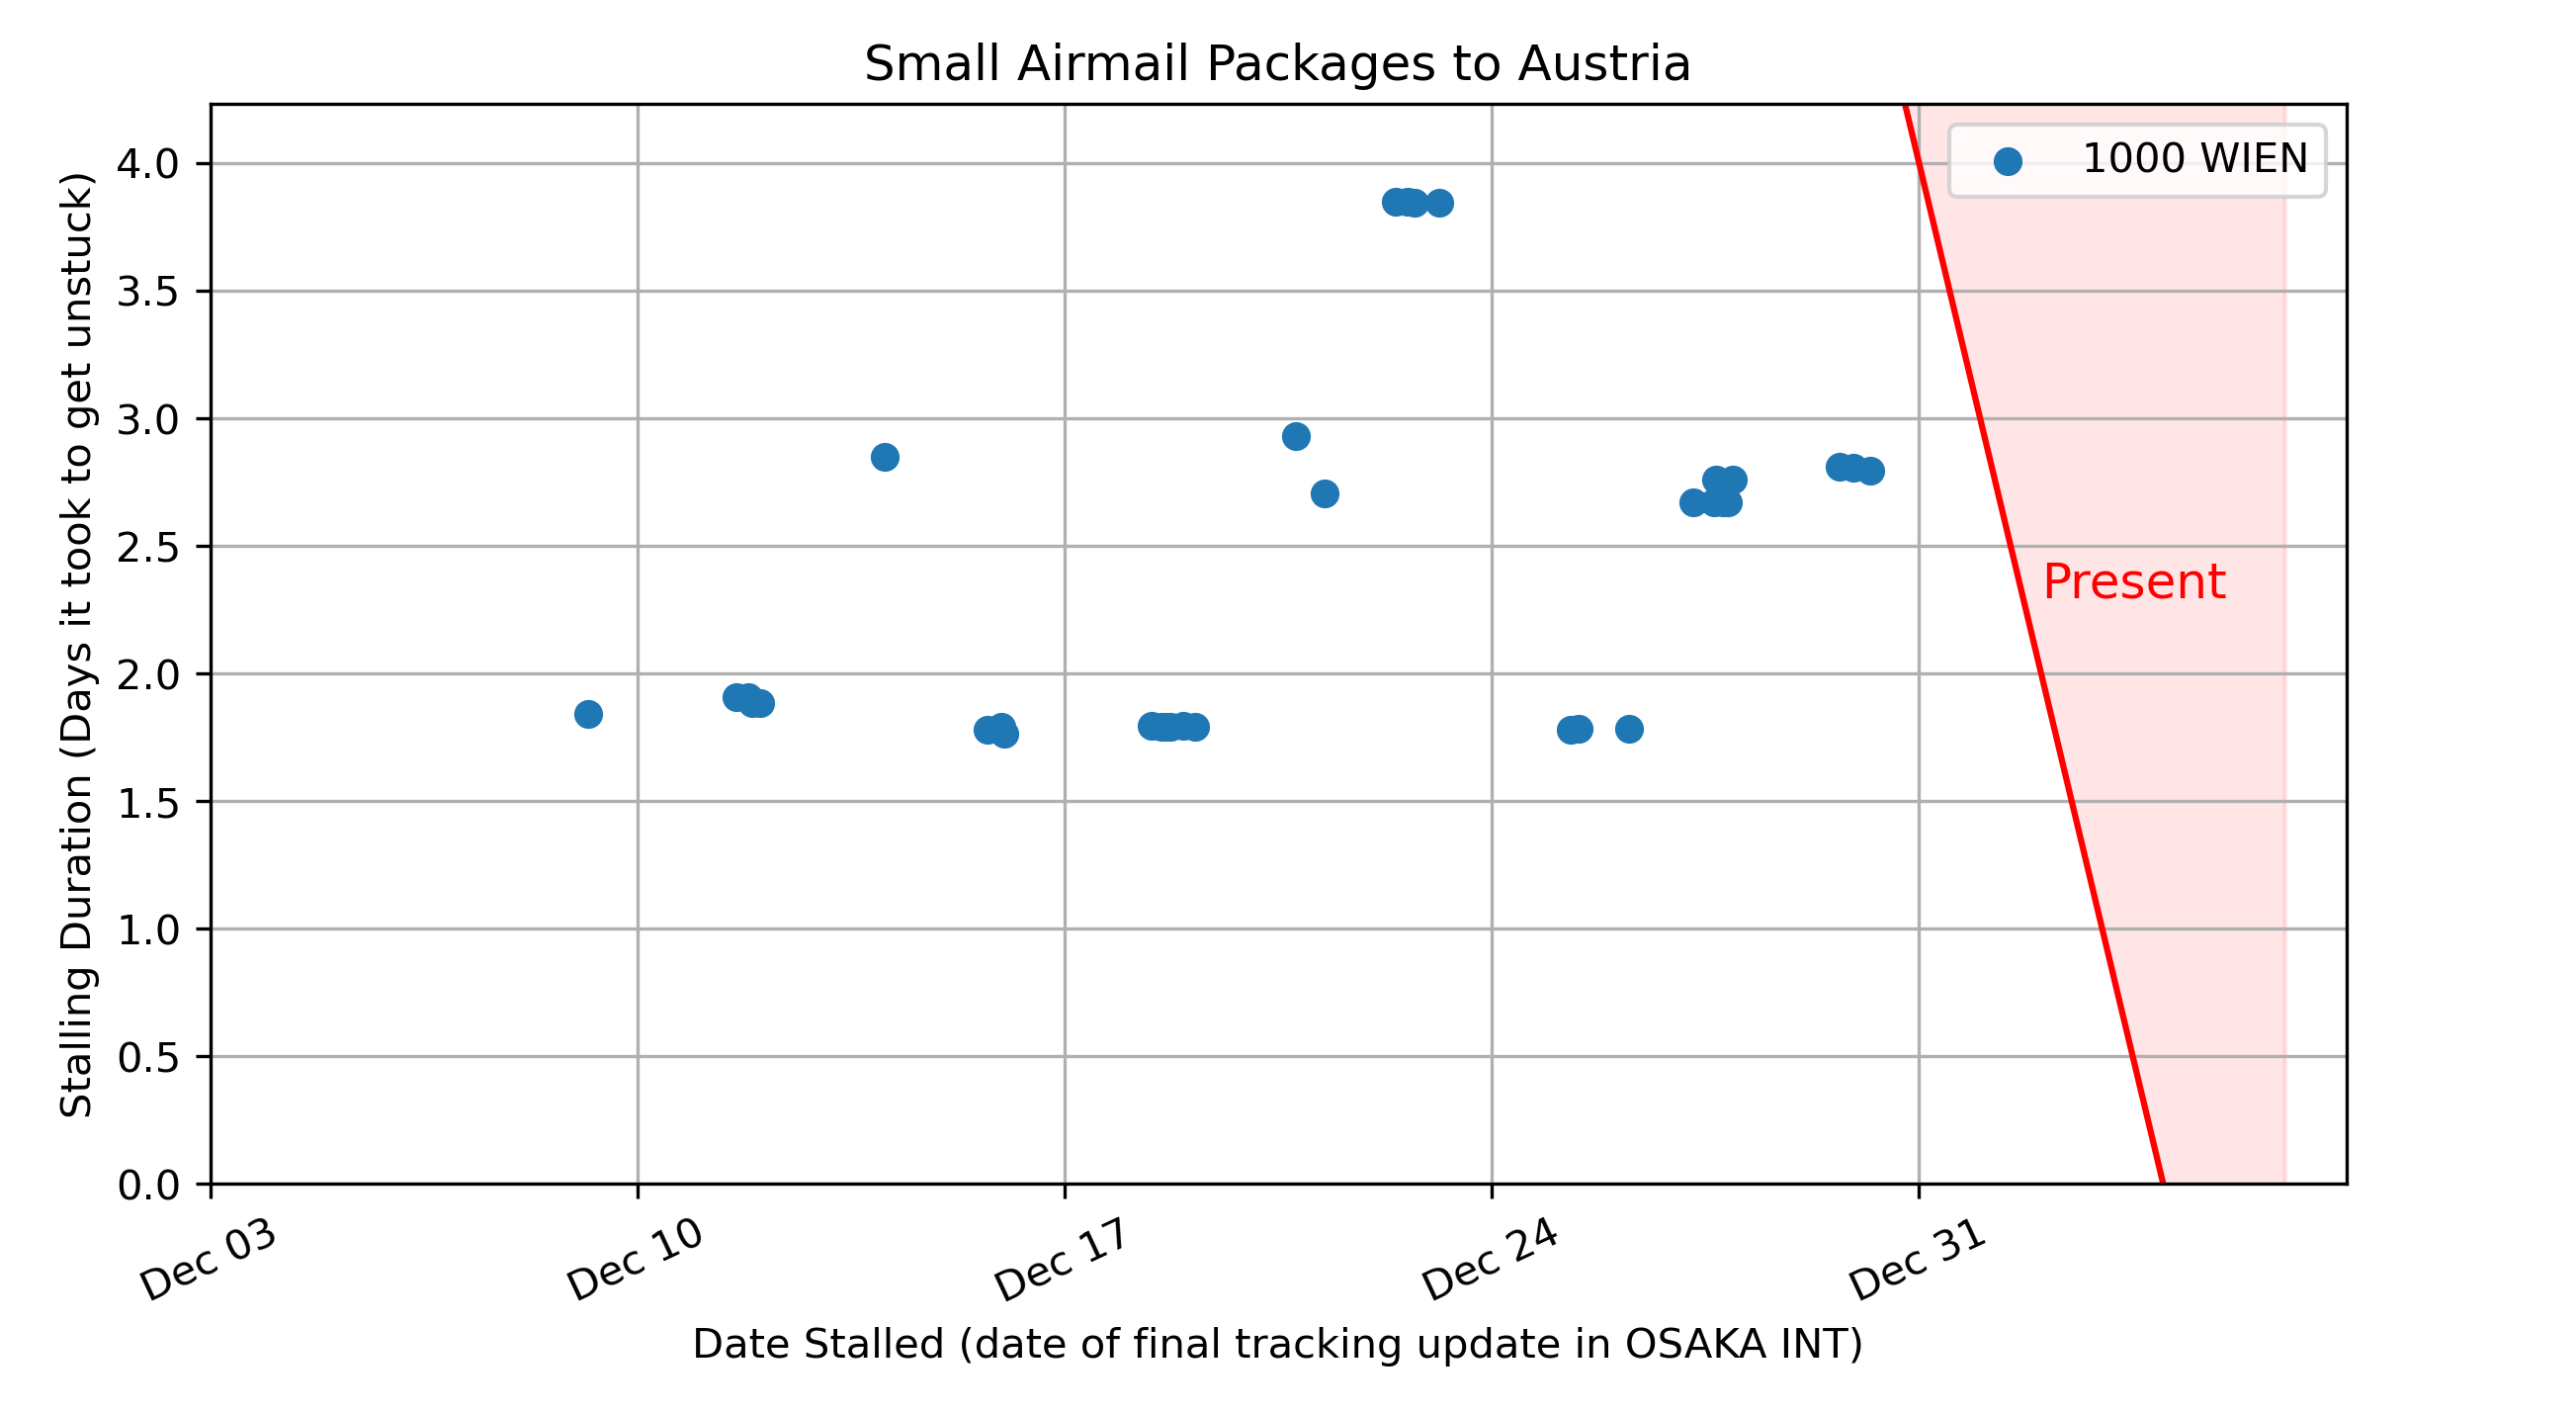 Small Airmail Packages to Austria
1000 WIEN
Present
Stalling Duration (Days it took to get unstuck)
4.0
3.5
3.0
2.5
2.0
1.5
1.0
0.5
0.0
Dec 03
Dec 10
Dec 17
Dec 24
Dec 31
Date Stalled (date of final tracking update in OSAKA INT)